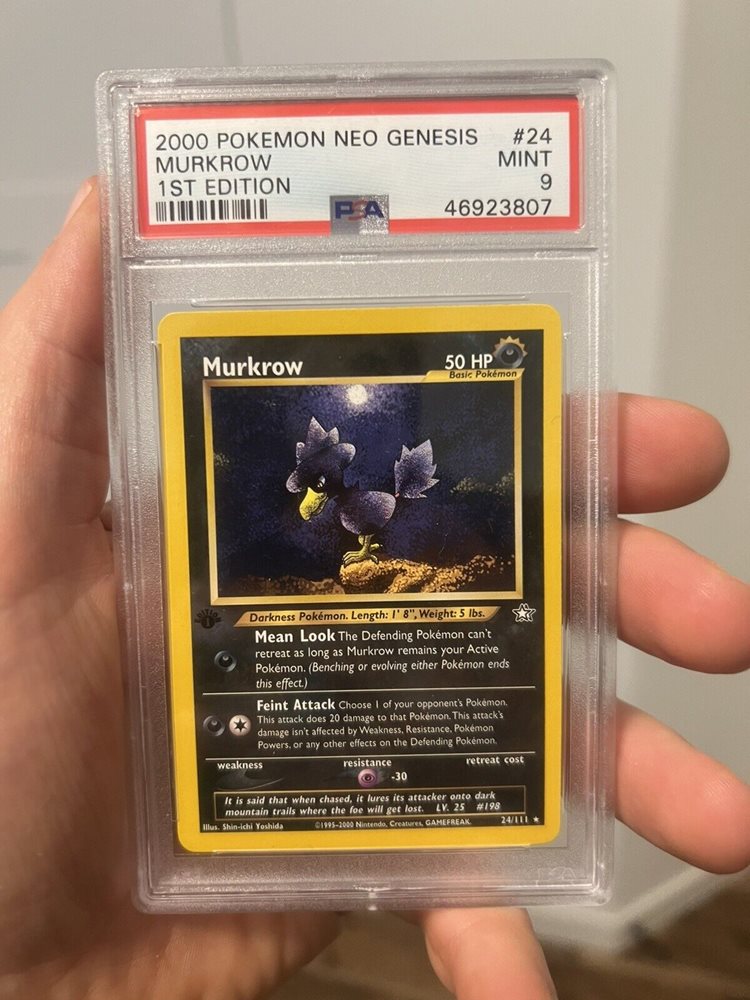 2000 POKEMON NEO GENESIS #24
MURKROW MINT
1ST EDITION 9
PSA 46923807
Murkrow 50 HP
Basic Pokémon
EDITION 1
Darkness Pokémon. Length: 1' 8", Weight: 5 lbs.
Mean Look The Defending Pokémon can't
retreat as long as Murkrow remains your Active
Pokémon. (Benching or evolving either Pokémon ends
this effect.)
Feint Attack Choose 1 of your opponent's Pokémon.
This attack does 20 damage to that Pokémon. This attack's
damage isn't affected by Weakness, Resistance, Pokémon
Powers, or any other effects on the Defending Pokémon.
weakness resistance retreat cost
-30
It is said that when chased, it lures its attacker onto dark
mountain trails where the foe will get lost. LV. 25 #198
Illus. Shin-ichi Yoshida ©1995-2000 Nintendo, Creatures, GAMEFREAK. 24/111 ★